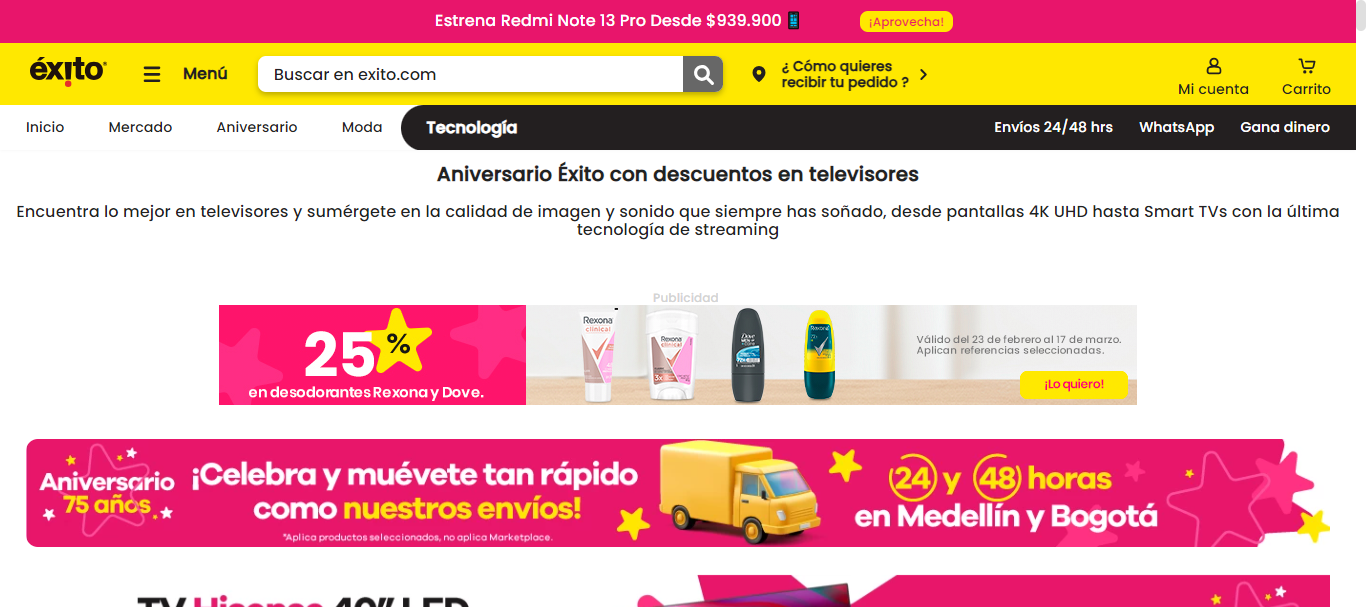 Estrena Redmi Note 13 Pro Desde $939.900
¡Aprovecha!
éxito
Menú
Buscar en exito.com
¿ Cómo quieres
recibir tu pedido ?
Mi cuenta
Carrito
Inicio
Mercado
Aniversario
Moda
Tecnología
Envíos 24/48 hrs
WhatsApp
Gana dinero
Aniversario Éxito con descuentos en televisores
Encuentra lo mejor en televisores y sumérgete en la calidad de imagen y sonido que siempre has soñado, desde pantallas 4K UHD hasta Smart TVs con la última
tecnología de streaming
Publicidad
25%
en desodorantes Rexona y Dove.
Rexona
clinical
Rexona
clinical
Dove
Rexona
Válido del 23 de febrero al 17 de marzo.
Aplican referencias seleccionadas.
¡Lo quiero!
Aniversario
75 años
¡Celebra y muévete tan rápido
como nuestros envíos!
*Aplica productos seleccionados, no aplica Marketplace.
24 y 48 horas
en Medellín y Bogotá
TV Hisense 40" LED